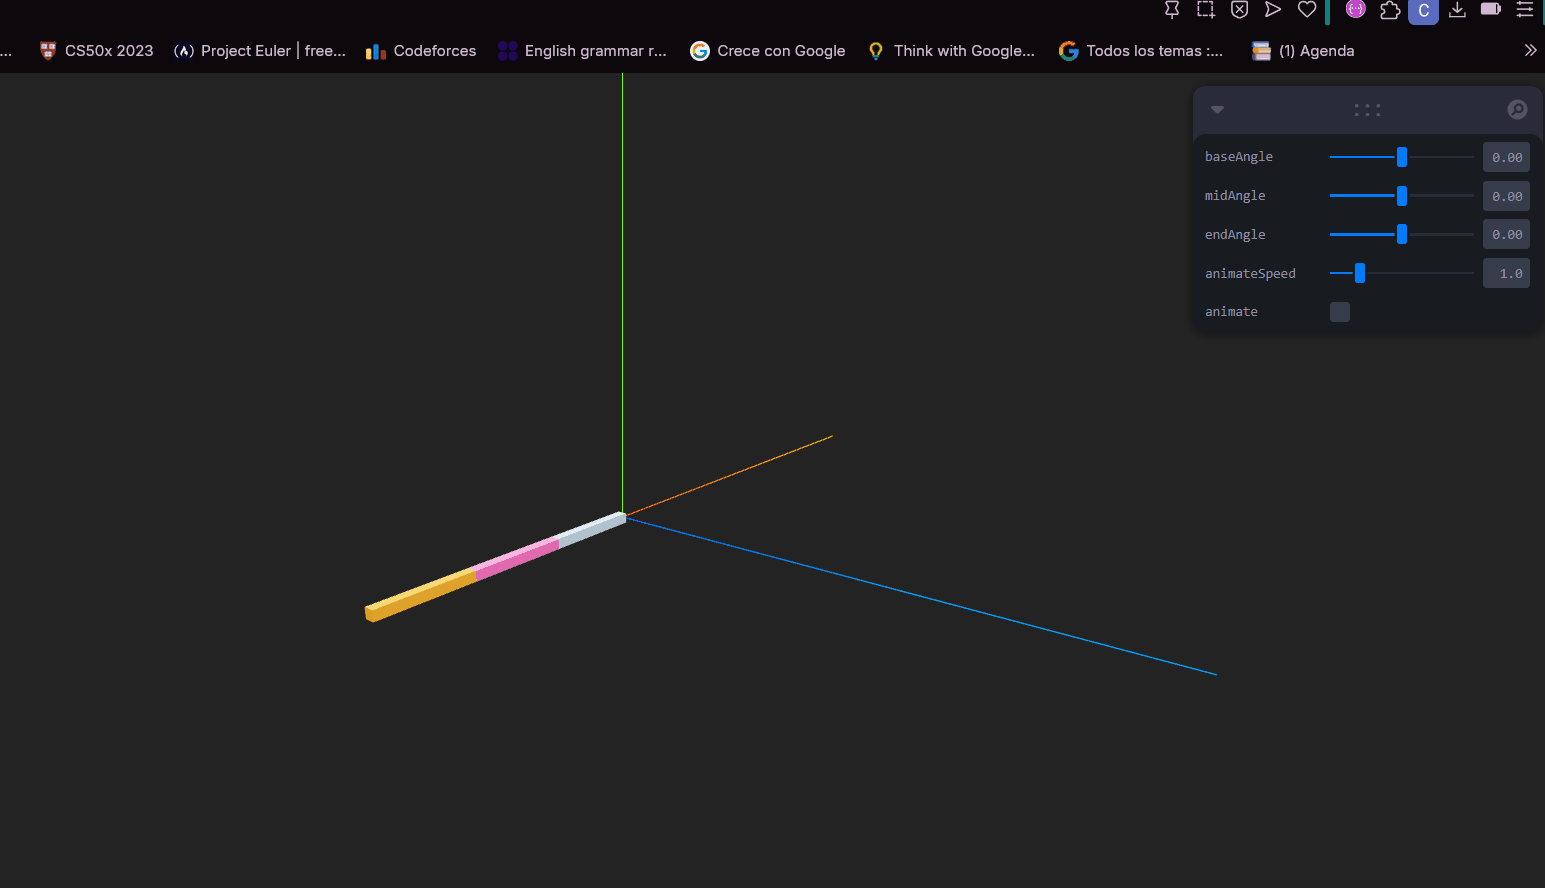 ... CS50x 2023 (ʌ) Project Euler | free... Codeforces English grammar r... Crece con Google Think with Google... Todos los temas :... (1) Agenda »
C
baseAngle 0.00
midAngle 0.00
endAngle 0.00
animateSpeed 1.0
animate